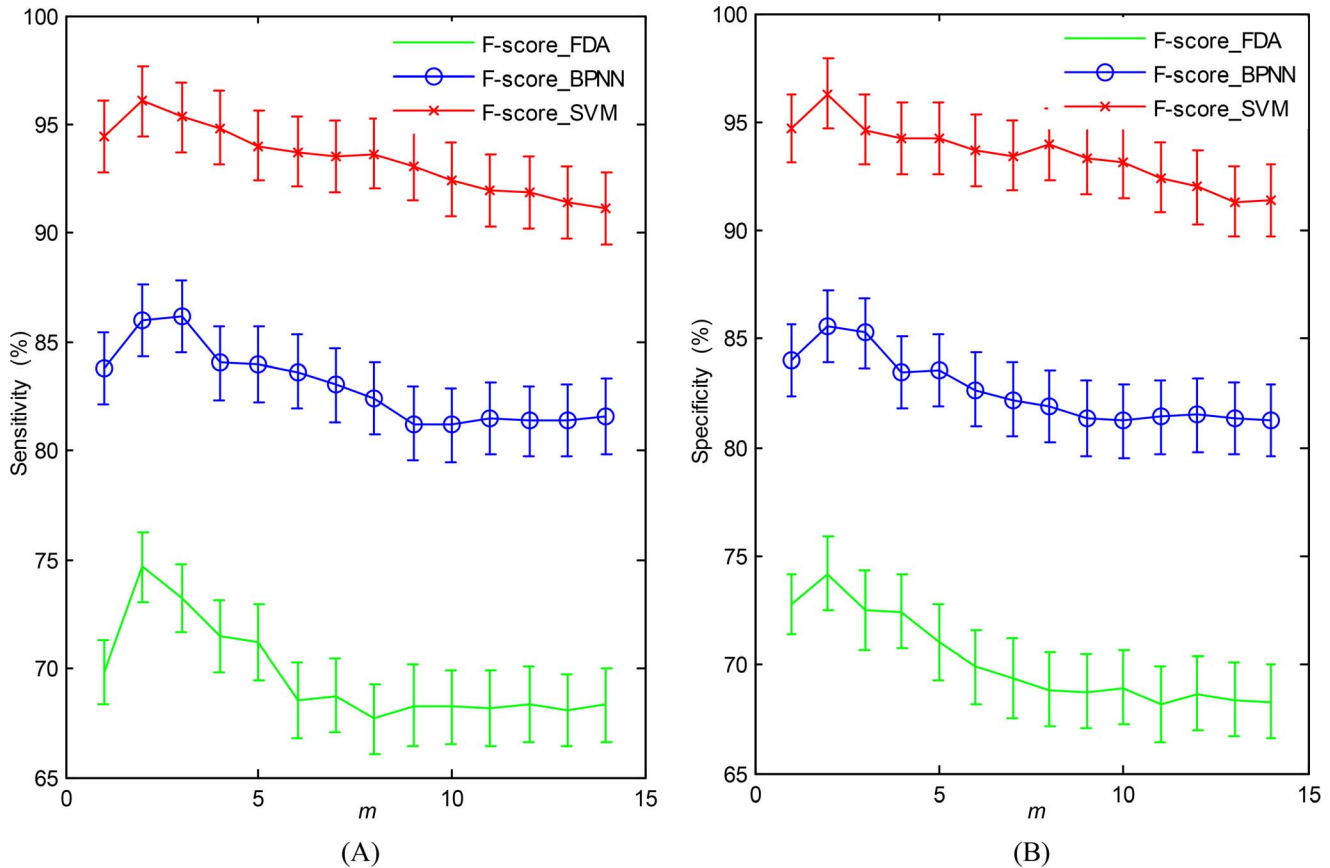 100
95
90
85
80
75
70
65
Sensitivity (%)
0
5
10
15
m
F-score_FDA
F-score_BPNN
F-score_SVM
(A)
100
95
90
85
80
75
70
65
Specificity (%)
0
5
10
15
m
F-score_FDA
F-score_BPNN
F-score_SVM
(B)